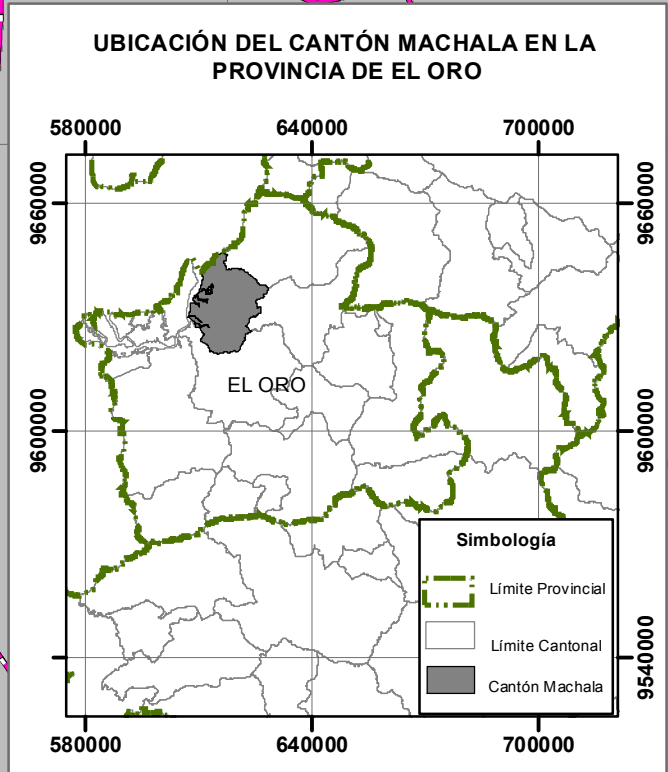 UBICACIÓN DEL CANTÓN MACHALA EN LA
PROVINCIA DE EL ORO
580000 640000 700000
9660000 9660000
EL ORO
9600000 9600000
Simbología
Límite Provincial
Límite Cantonal
Cantón Machala
9540000 9540000
580000 640000 700000